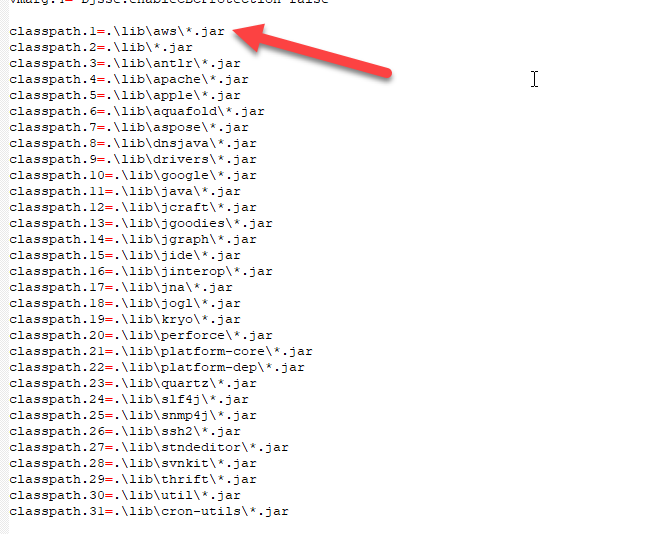 classpath.1=.\lib\aws\*.jar
classpath.2=.\lib\*.jar
classpath.3=.\lib\antlr\*.jar
classpath.4=.\lib\apache\*.jar
classpath.5=.\lib\apple\*.jar
classpath.6=.\lib\aquafold\*.jar
classpath.7=.\lib\aspose\*.jar
classpath.8=.\lib\dnsjava\*.jar
classpath.9=.\lib\drivers\*.jar
classpath.10=.\lib\google\*.jar
classpath.11=.\lib\java\*.jar
classpath.12=.\lib\jcraft\*.jar
classpath.13=.\lib\jgoodies\*.jar
classpath.14=.\lib\jgraph\*.jar
classpath.15=.\lib\jide\*.jar
classpath.16=.\lib\jinterop\*.jar
classpath.17=.\lib\jna\*.jar
classpath.18=.\lib\jogl\*.jar
classpath.19=.\lib\kryo\*.jar
classpath.20=.\lib\perforce\*.jar
classpath.21=.\lib\platform-core\*.jar
classpath.22=.\lib\platform-dep\*.jar
classpath.23=.\lib\quartz\*.jar
classpath.24=.\lib\slf4j\*.jar
classpath.25=.\lib\snmp4j\*.jar
classpath.26=.\lib\ssh2\*.jar
classpath.27=.\lib\stndeditor\*.jar
classpath.28=.\lib\svnkit\*.jar
classpath.29=.\lib\thrift\*.jar
classpath.30=.\lib\util\*.jar
classpath.31=.\lib\cron-utils\*.jar